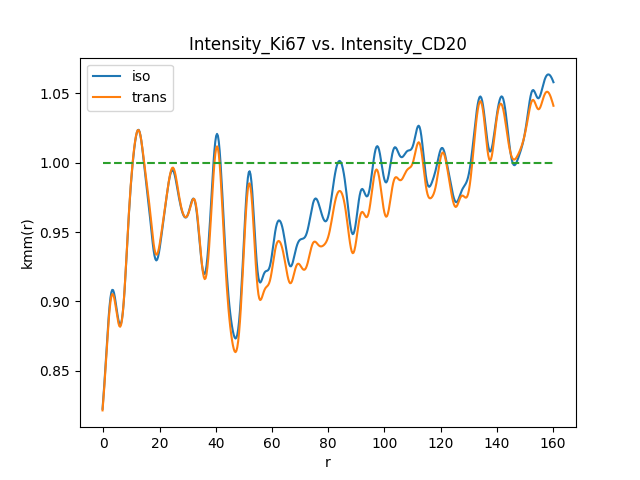 Intensity_Ki67 vs. Intensity_CD20
iso
trans
1.05
1.00
0.95
0.90
0.85
kmm(r)
0 20 40 60 80 100 120 140 160
r